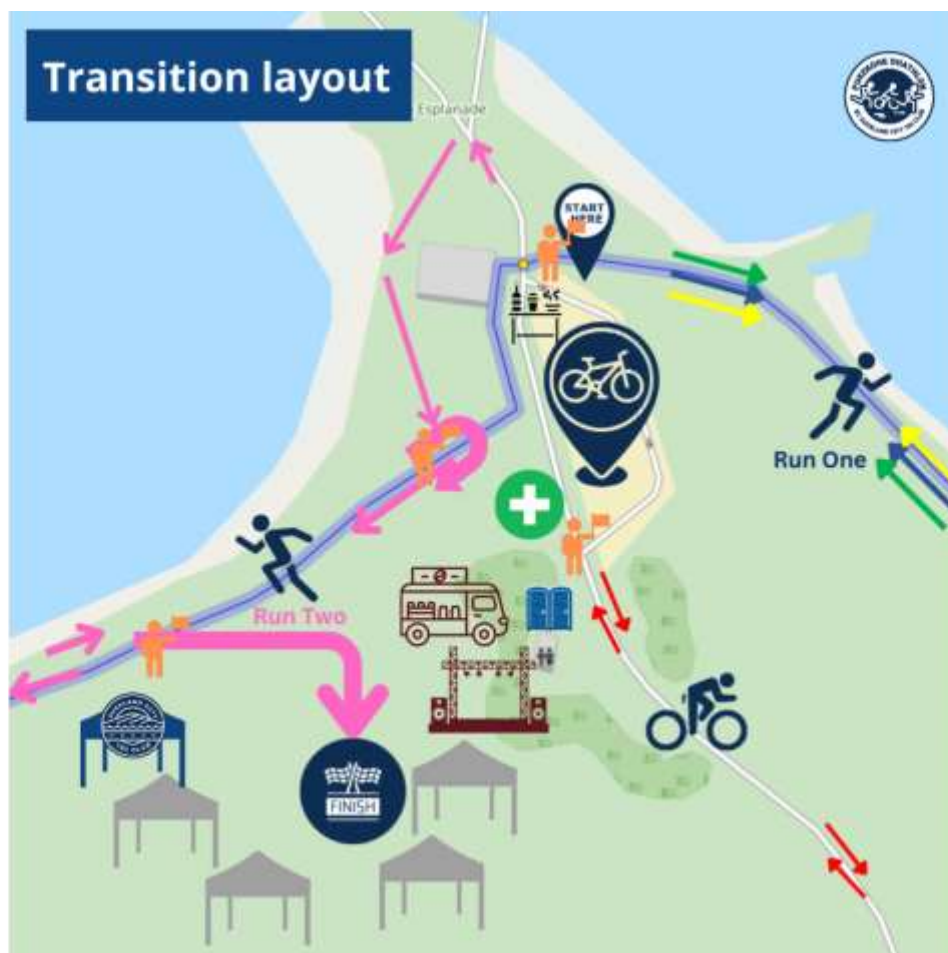 Transition layout
Esplanade
START
HERE
Run One
Run Two
FINISH